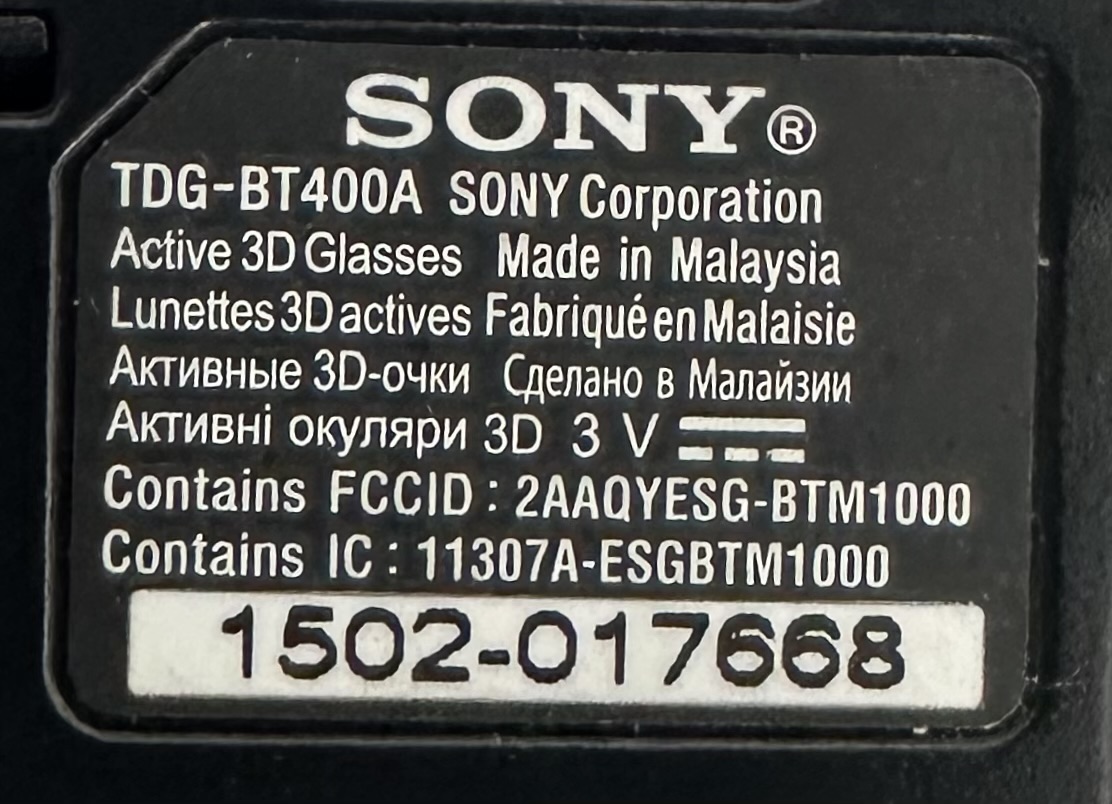 SONY®
TDG-BT400A SONY Corporation
Active 3D Glasses Made in Malaysia
Lunettes 3D actives Fabriqué en Malaisie
Активные 3D-очки Сделано в Малайзии
Активні окуляри 3D 3 V ⎓
Contains FCCID : 2AAQYESG-BTM1000
Contains IC : 11307A-ESGBTM1000
1502-017668